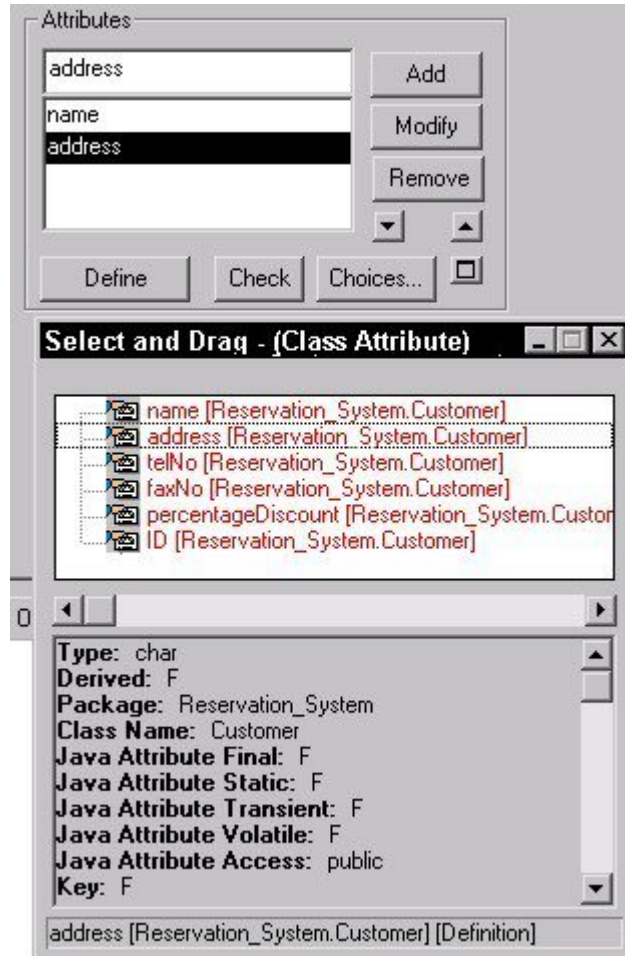 Attributes
address
Add
name
address
Modify
Remove
Define
Check
Choices...
Select and Drag - (Class Attribute)
name [Reservation_System.Customer]
address [Reservation_System.Customer]
telNo [Reservation_System.Customer]
faxNo [Reservation_System.Customer]
percentageDiscount [Reservation_System.Custor
ID [Reservation_System.Customer]
0
Type: char
Derived: F
Package: Reservation_System
Class Name: Customer
Java Attribute Final: F
Java Attribute Static: F
Java Attribute Transient: F
Java Attribute Volatile: F
Java Attribute Access: public
Key: F
address [Reservation_System.Customer] [Definition]